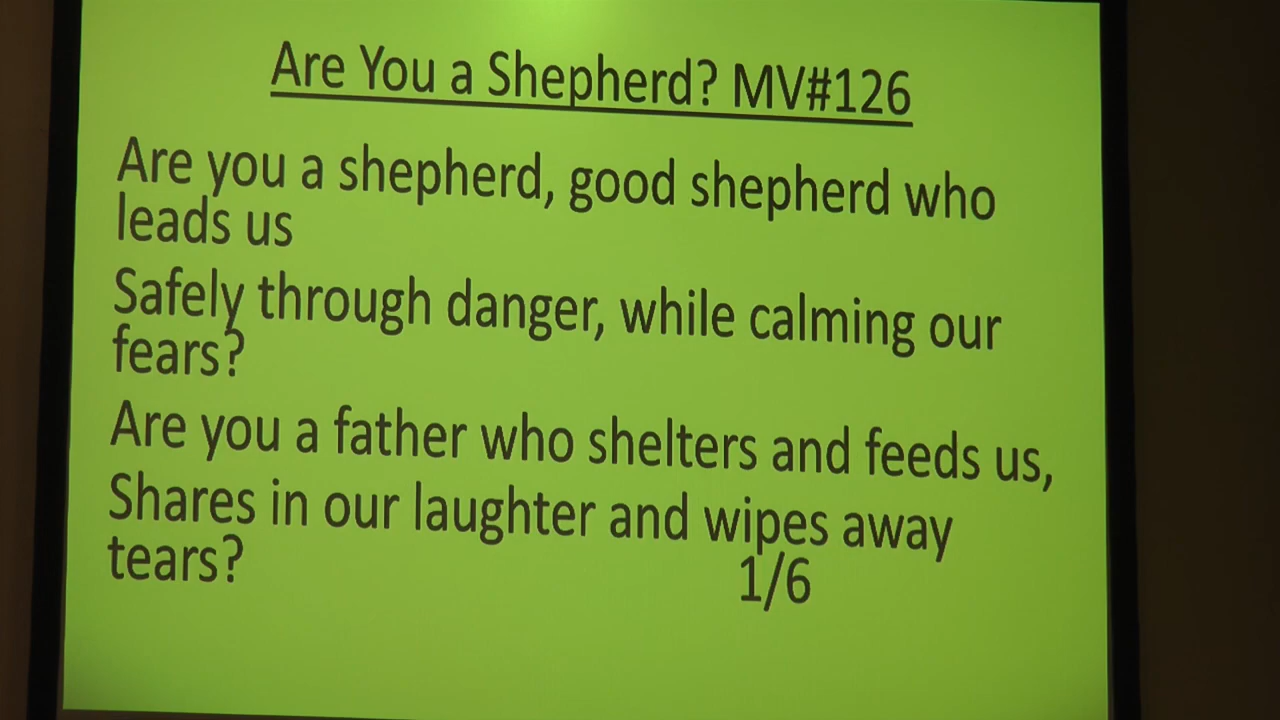 Are You a Shepherd? MV#126
Are you a shepherd, good shepherd who
leads us
Safely through danger, while calming our
fears?
Are you a father who shelters and feeds us,
Shares in our laughter and wipes away
tears?
1/6